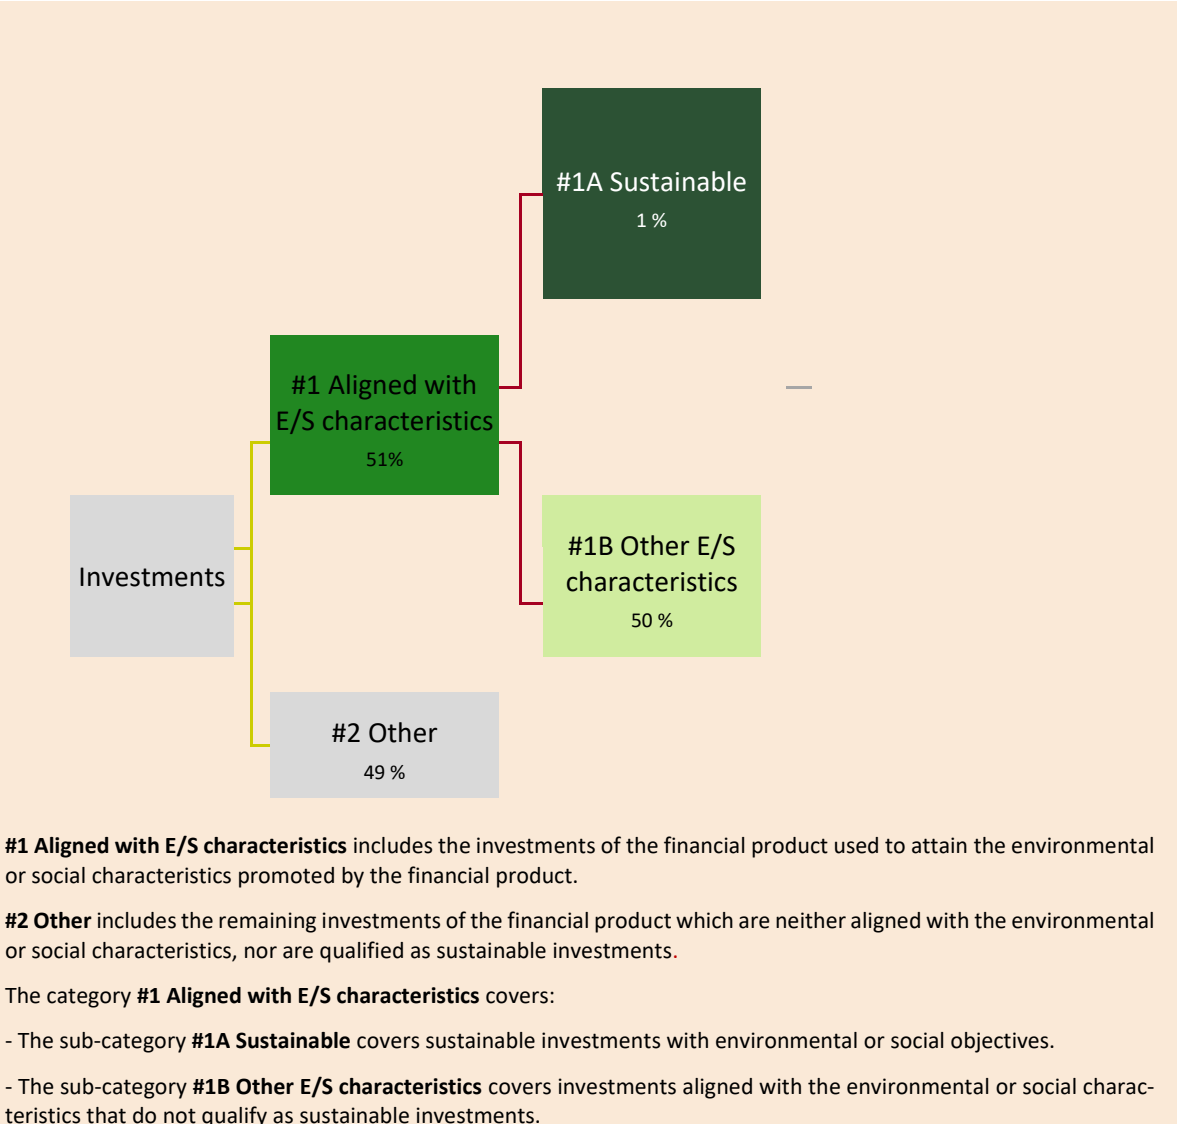 #1A Sustainable
1 %
#1 Aligned with
E/S characteristics
51%
Investments
#1B Other E/S
characteristics
50 %
#2 Other
49 %
#1 Aligned with E/S characteristics includes the investments of the financial product used to attain the environmental
or social characteristics promoted by the financial product.
#2 Other includes the remaining investments of the financial product which are neither aligned with the environmental
or social characteristics, nor are qualified as sustainable investments.
The category #1 Aligned with E/S characteristics covers:
- The sub-category #1A Sustainable covers sustainable investments with environmental or social objectives.
- The sub-category #1B Other E/S characteristics covers investments aligned with the environmental or social charac-
teristics that do not qualify as sustainable investments.